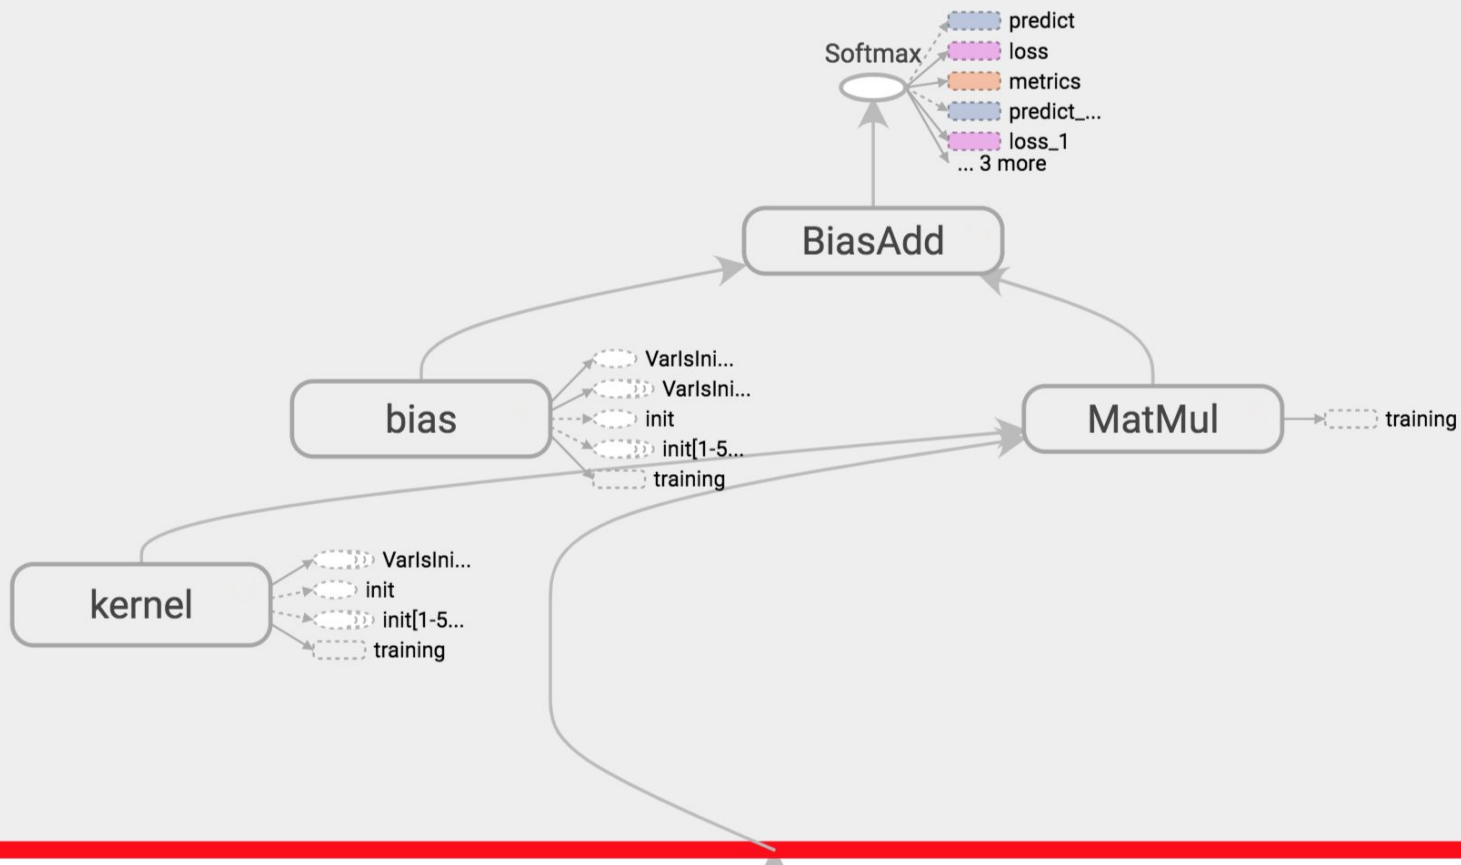 predict
Softmax
loss
metrics
predict_...
loss_1
... 3 more
BiasAdd
VarIsIni...
VarIsIni...
bias
init
MatMul
training
init[1-5...
training
VarIsIni...
init
kernel
init[1-5...
training